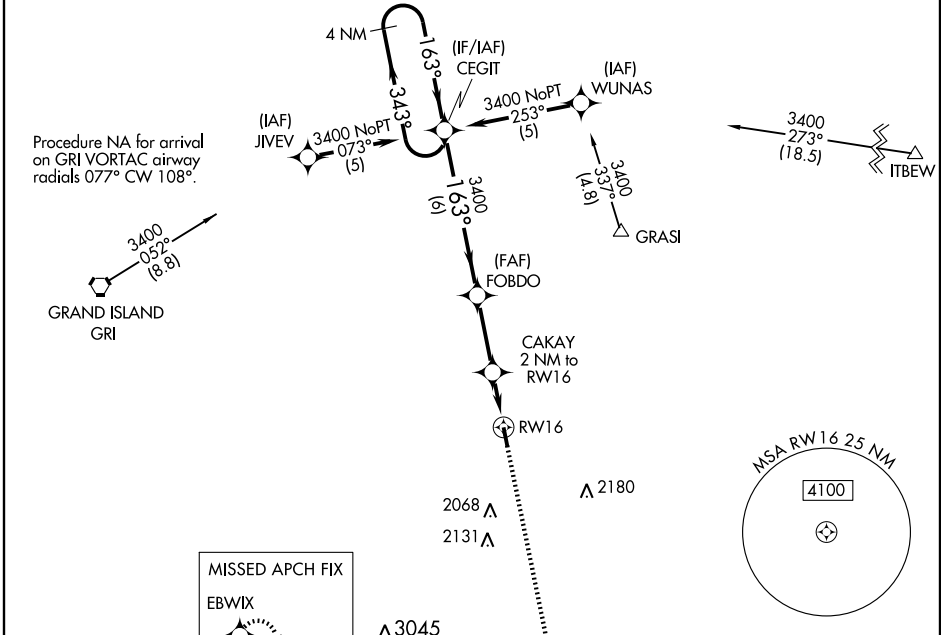 4 NM
163°
343°
(IF/IAF)
CEGIT
(IAF)
WUNAS
3400 NoPT
253°
(5)
(IAF)
JIVEV
3400 NoPT
073°
(5)
3400
273°
(18.5)
ITBEW
Procedure NA for arrival
on GRI VORTAC airway
radials 077° CW 108°.
3400
337°
(4.8)
GRASI
3400
163°
(6)
3400
052°
(8.8)
GRAND ISLAND
GRI
(FAF)
FOBDO
CAKAY
2 NM to
RW16
RW16
MSA RW16 25 NM
4100
2180
2068
2131
MISSED APCH FIX
EBWIX
3045